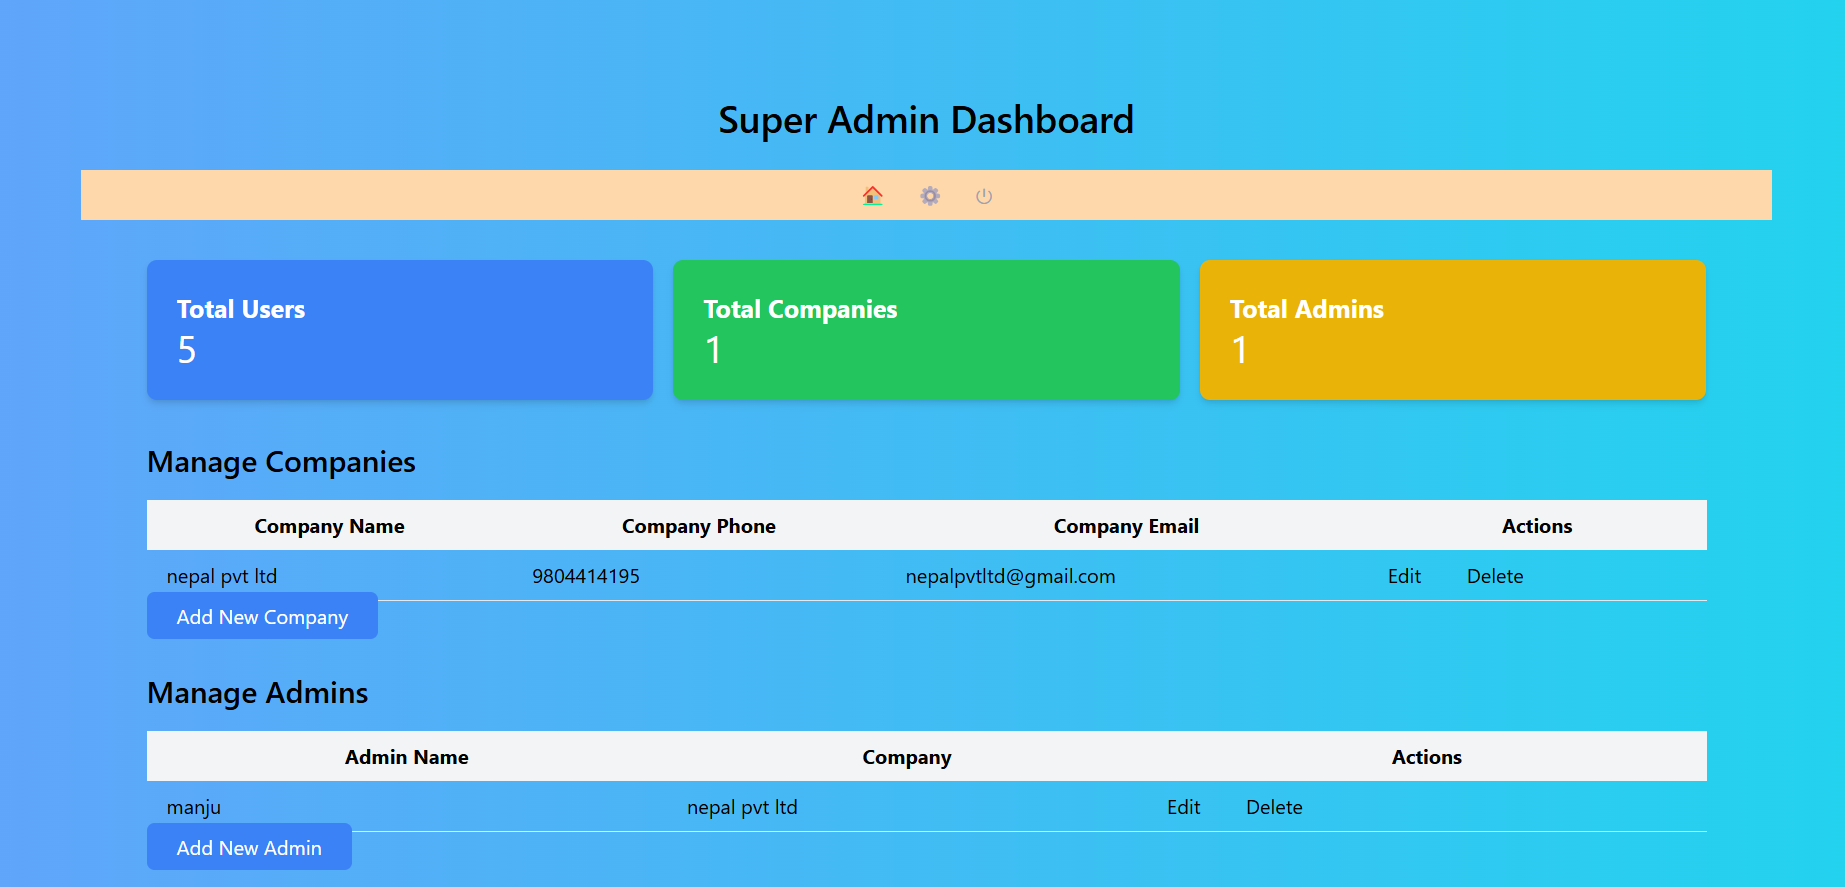 Super Admin Dashboard
Total Users
5
Total Companies
1
Total Admins
1
Manage Companies
Company Name Company Phone Company Email Actions
nepal pvt ltd 9804414195 nepalpvtltd@gmail.com Edit Delete
Add New Company
Manage Admins
Admin Name Company Actions
manju nepal pvt ltd Edit Delete
Add New Admin